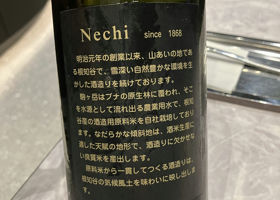 Nechi since 1868
明治元年の創業以来、山あいの地であ
る根知谷で、雪深い自然豊かな環境を生
かした酒造りを続けております。
駒ヶ岳はブナの原生林に覆われ、そこ
を水源として流れ出る農業用水で、根知
谷産の酒造用原料米を自社栽培しておりま
す。なだらかな傾斜地は、酒米生産に
適した天賦の地形で、酒造りに欠かせな
い良質米を産出します。
原料米から一貫してつくる酒造りは、
根知谷の気候風土を味わいに映し出しま
す。